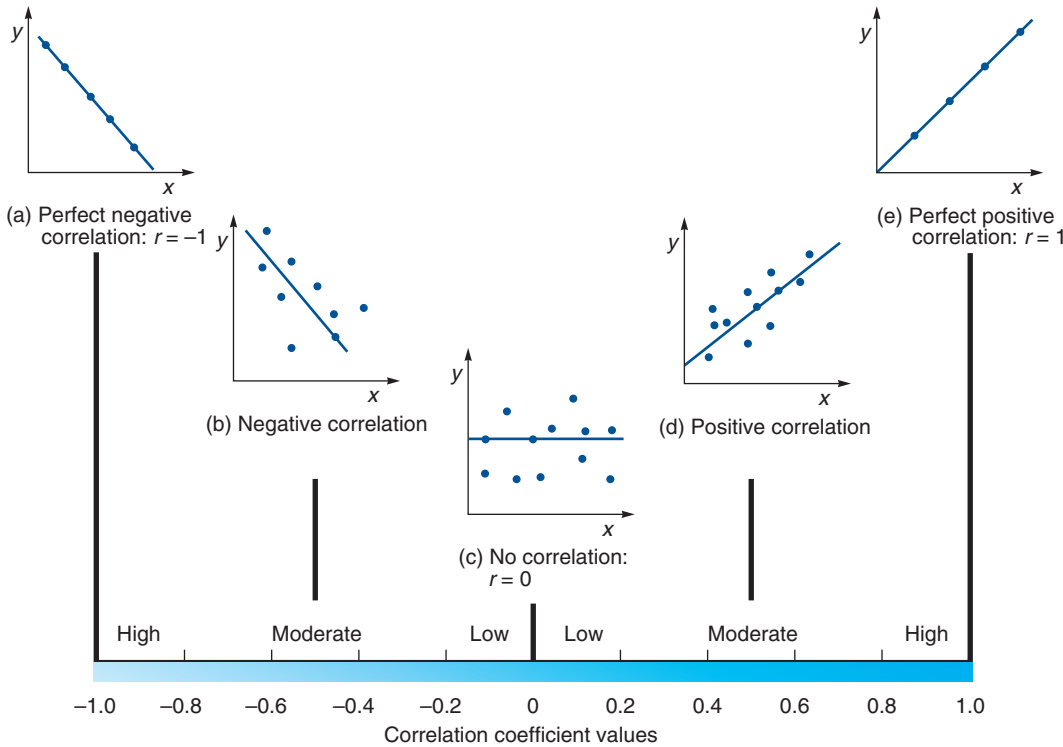 y
x
(a) Perfect negative
correlation: r = –1
y
x
(b) Negative correlation
y
x
(c) No correlation:
r = 0
y
x
(d) Positive correlation
y
x
(e) Perfect positive
correlation: r = 1
High Moderate Low Low Moderate High
–1.0 –0.8 –0.6 –0.4 –0.2 0 0.2 0.4 0.6 0.8 1.0
Correlation coefficient values